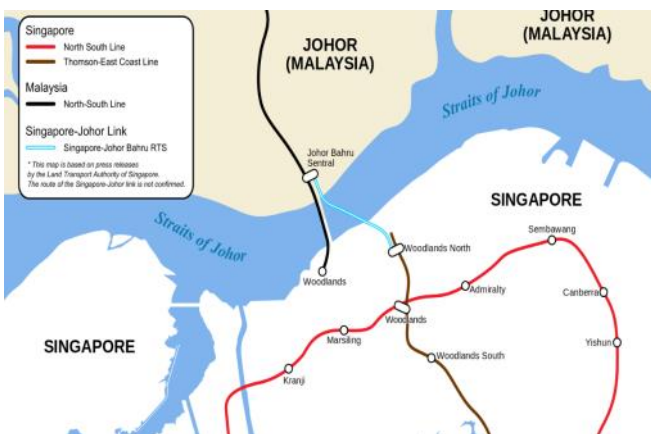 Singapore
North South Line
Thomson-East Coast Line
Malaysia
North-South Line
Singapore-Johor Link
Singapore-Johor Bahru RTS
* This map is based on press releases
by the Land Transport Authority of Singapore.
The route of the Singapore-Johor link is not confirmed.
JOHOR
(MALAYSIA)
JOHOR
(MALAYSIA)
Straits of Johor
Johor Bahru
Sentral
SINGAPORE
Straits of Johor
Sembawang
Woodlands North
Woodlands
Admiralty
Canberra
Woodlands
Marsiling
Yishun
SINGAPORE
Woodlands South
Kranji